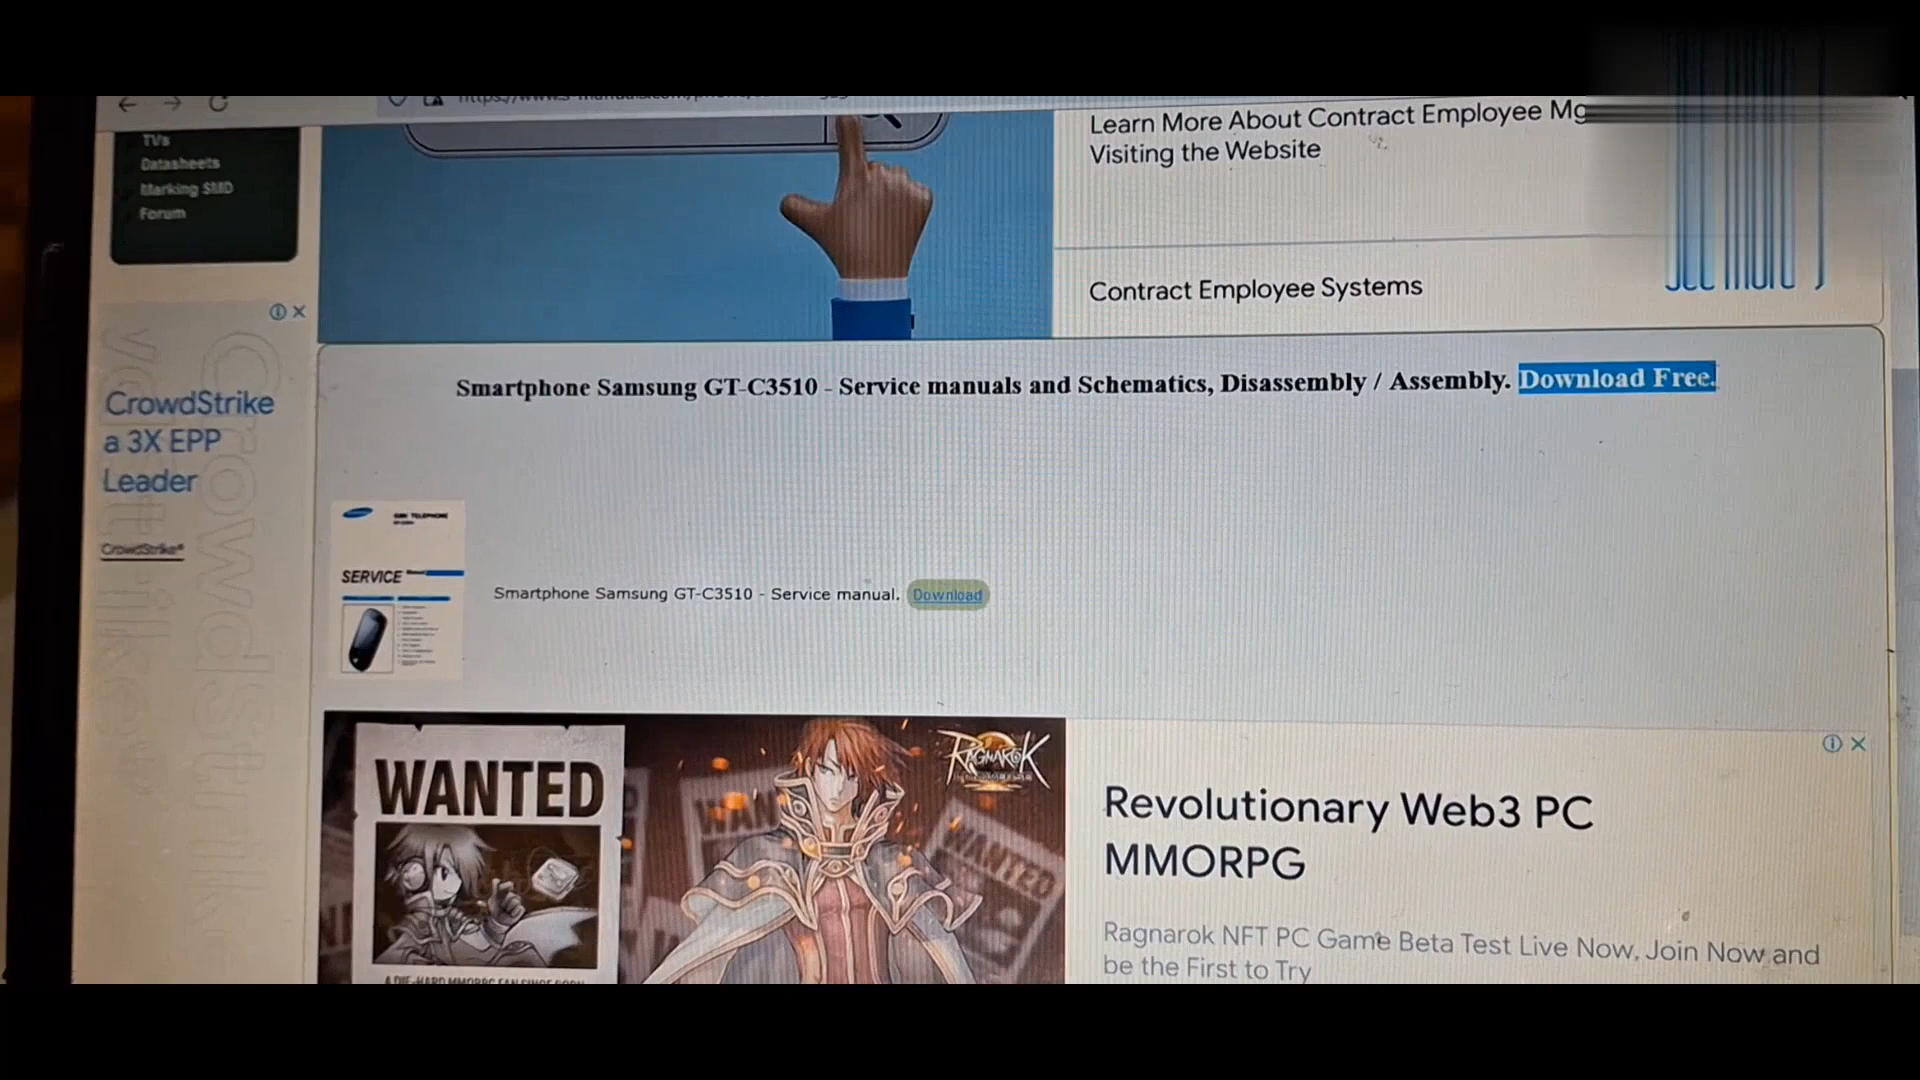 TVs
Datasheets
Marking SMD
Forum
Learn More About Contract Employee Mg
Visiting the Website
Contract Employee Systems
CrowdStrike
a 3X EPP
Leader
CrowdStrike
Smartphone Samsung GT-C3510 - Service manuals and Schematics, Disassembly / Assembly. Download Free.
SERVICE
Smartphone Samsung GT-C3510 - Service manual. Download
WANTED
RAGNAROK
WANTED
Revolutionary Web3 PC
MMORPG
Ragnarok NFT PC Game Beta Test Live Now, Join Now and
be the First to Try